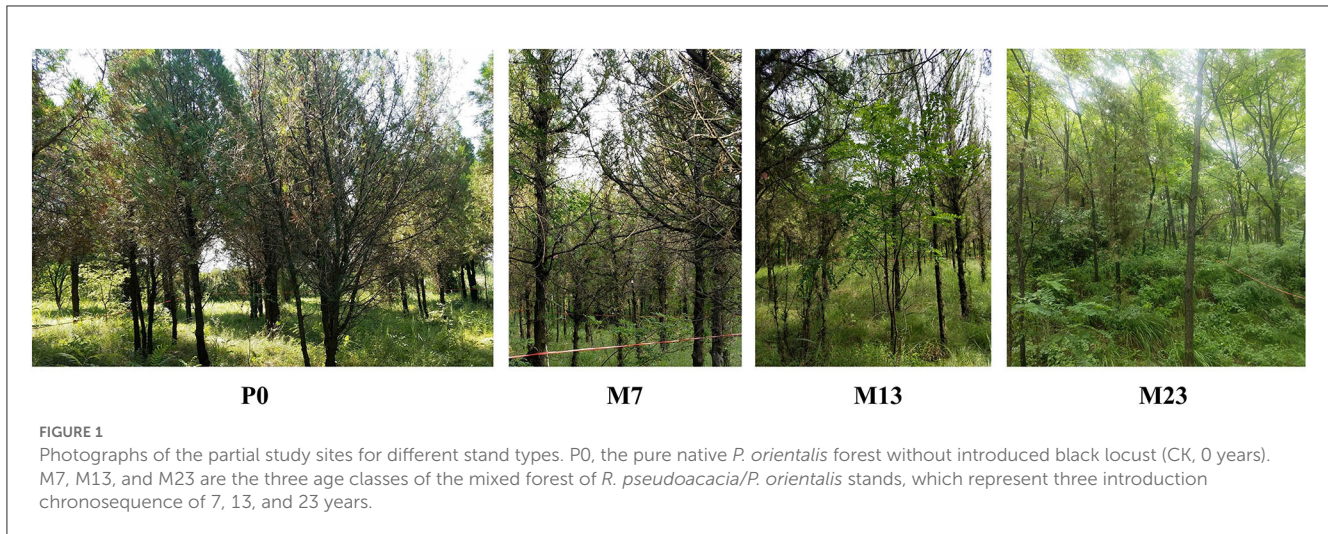 P0
M7
M13
M23
FIGURE 1
Photographs of the partial study sites for different stand types. P0, the pure native P. orientalis forest without introduced black locust (CK, 0 years).
M7, M13, and M23 are the three age classes of the mixed forest of R. pseudoacacia/P. orientalis stands, which represent three introduction
chronosequence of 7, 13, and 23 years.